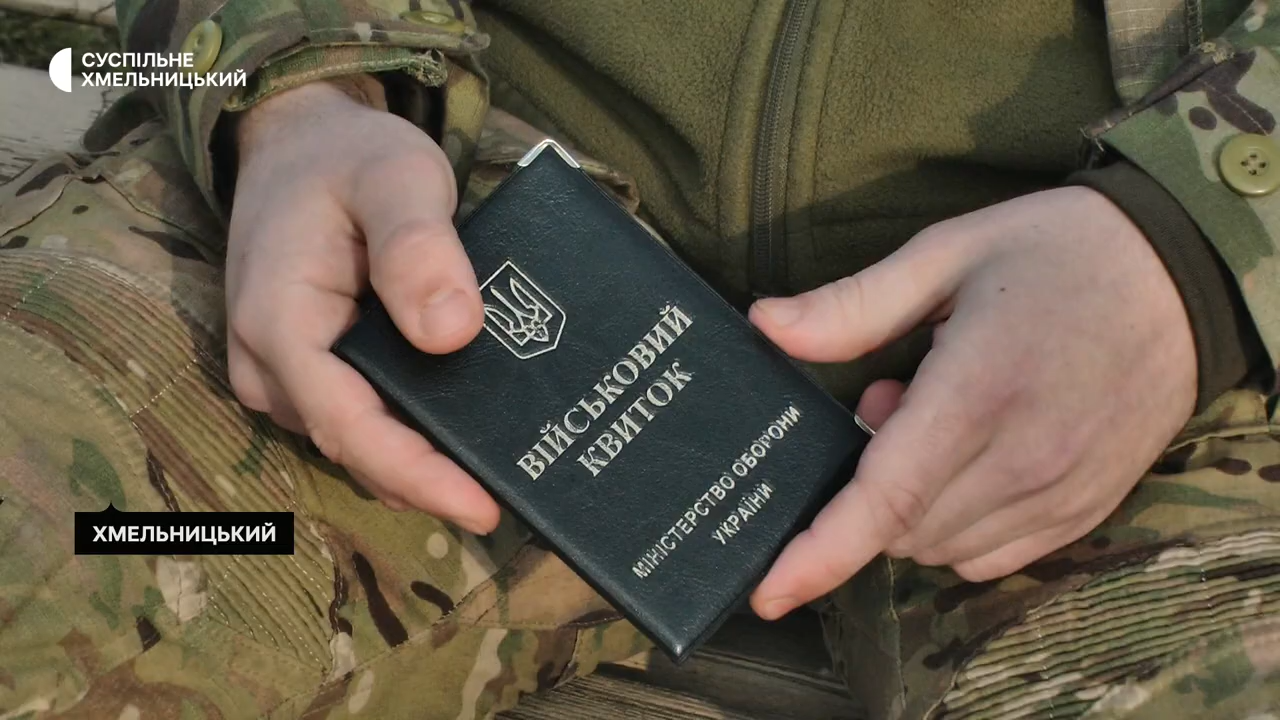 СУСПІЛЬНЕ
ХМЕЛЬНИЦЬКИЙ
ВІЙСЬКОВИЙ
КВИТОК
МІНІСТЕРСТВО ОБОРОНИ
УКРАЇНИ
ХМЕЛЬНИЦЬКИЙ